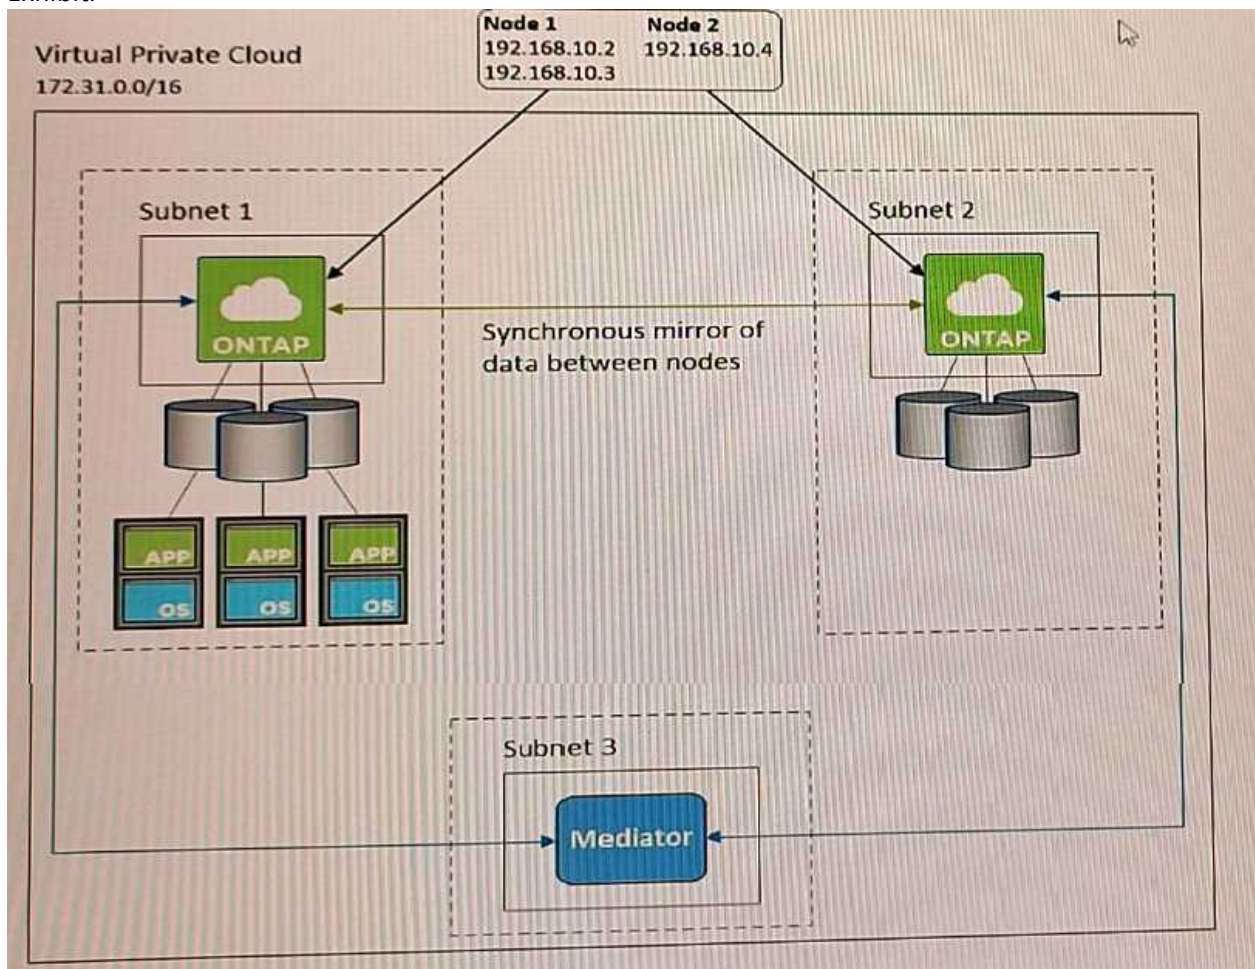 Node 1 Node 2
192.168.10.2 192.168.10.4
192.168.10.3
Virtual Private Cloud
172.31.0.0/16
Subnet 1
Subnet 2
ONTAP
ONTAP
Synchronous mirror of
data between nodes
APP APP APP
OS OS OS
Subnet 3
Mediator